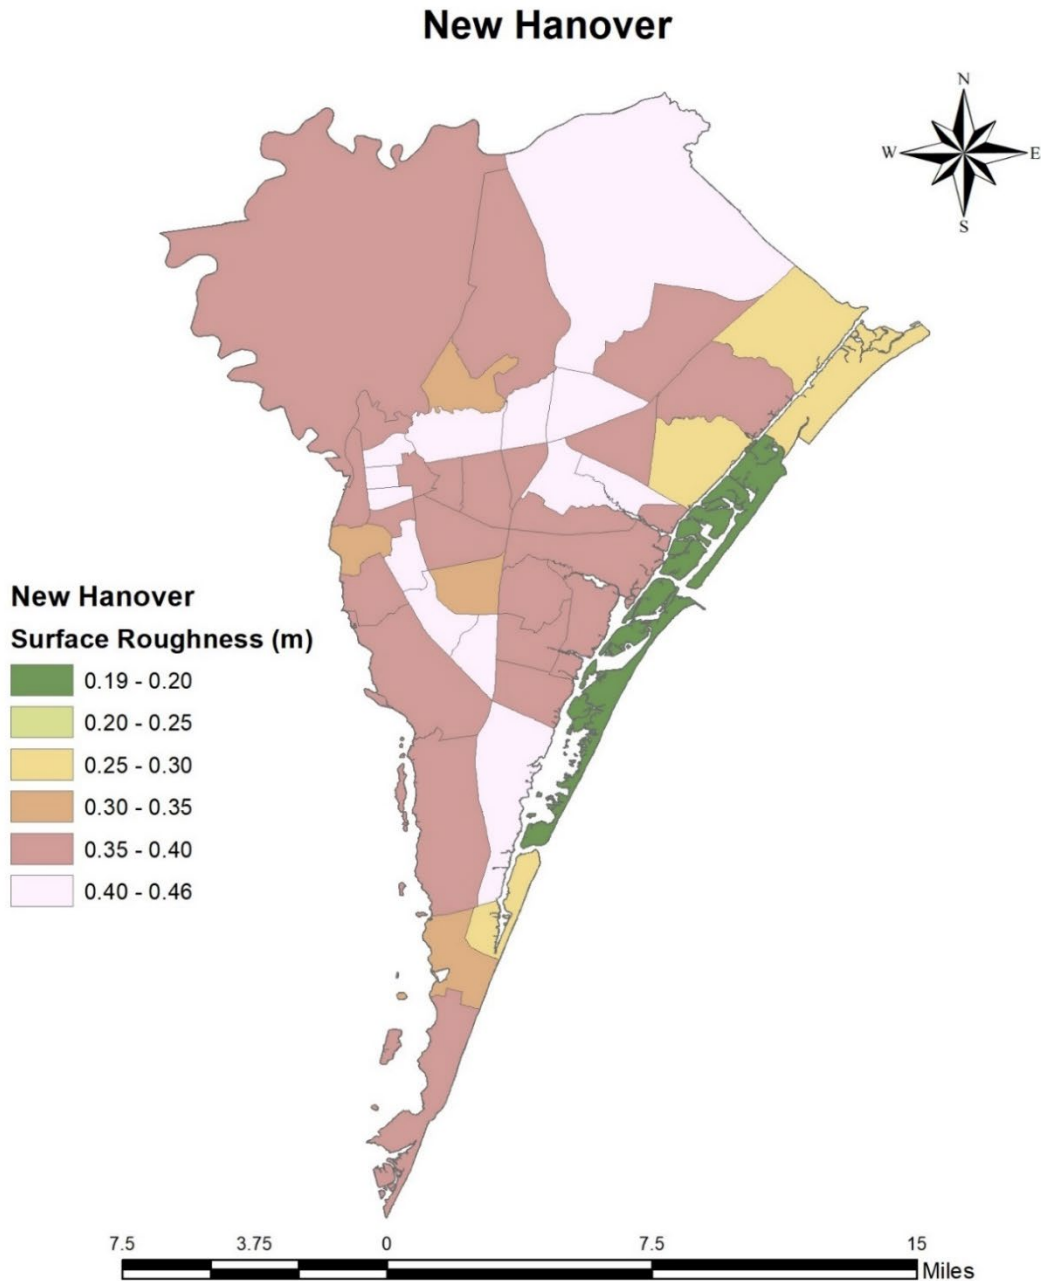 New Hanover
N
W
E
S
New Hanover
Surface Roughness (m)
0.19 - 0.20
0.20 - 0.25
0.25 - 0.30
0.30 - 0.35
0.35 - 0.40
0.40 - 0.46
7.5 3.75 0 7.5 15
Miles